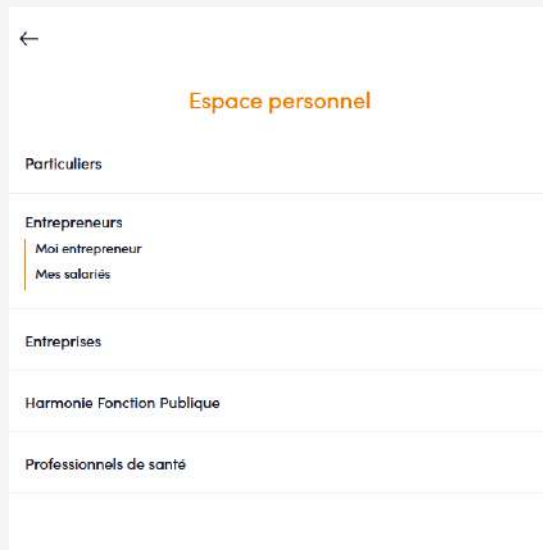 Espace personnel
Particuliers
Entrepreneurs
Moi entrepreneur
Mes salariés
Entreprises
Harmonie Fonction Publique
Professionnels de santé